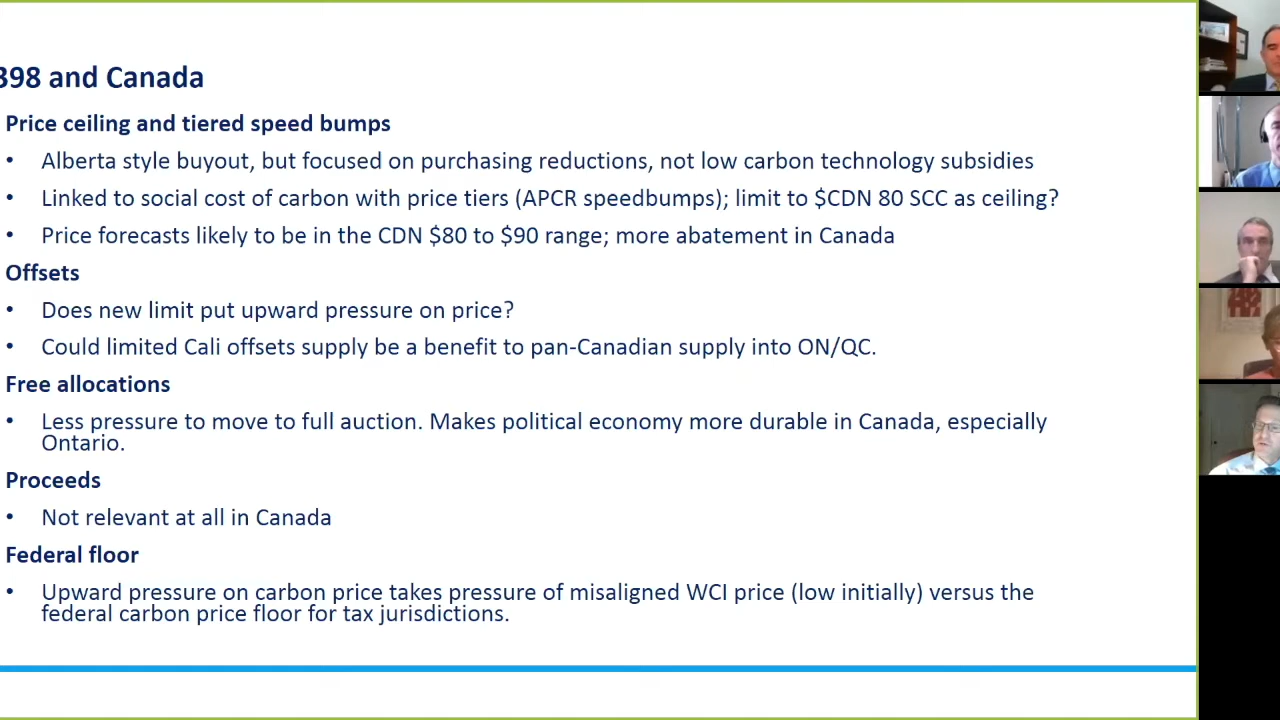 398 and Canada
Price ceiling and tiered speed bumps
• Alberta style buyout, but focused on purchasing reductions, not low carbon technology subsidies
• Linked to social cost of carbon with price tiers (APCR speedbumps); limit to $CDN 80 SCC as ceiling?
• Price forecasts likely to be in the CDN $80 to $90 range; more abatement in Canada
Offsets
• Does new limit put upward pressure on price?
• Could limited Cali offsets supply be a benefit to pan-Canadian supply into ON/QC.
Free allocations
• Less pressure to move to full auction. Makes political economy more durable in Canada, especially
Ontario.
Proceeds
• Not relevant at all in Canada
Federal floor
• Upward pressure on carbon price takes pressure of misaligned WCI price (low initially) versus the
federal carbon price floor for tax jurisdictions.